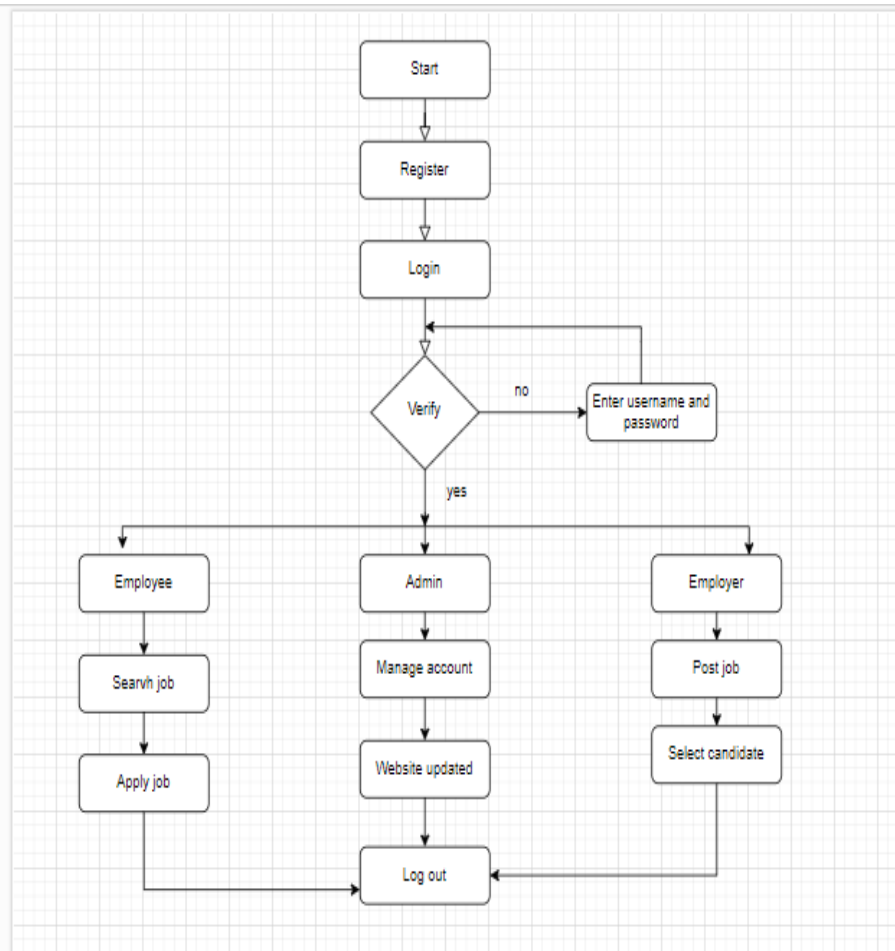 Start
Register
Login
Verify
no
Enter username and
password
yes
Employee
Admin
Employer
Searvh job
Manage account
Post job
Apply job
Website updated
Select candidate
Log out